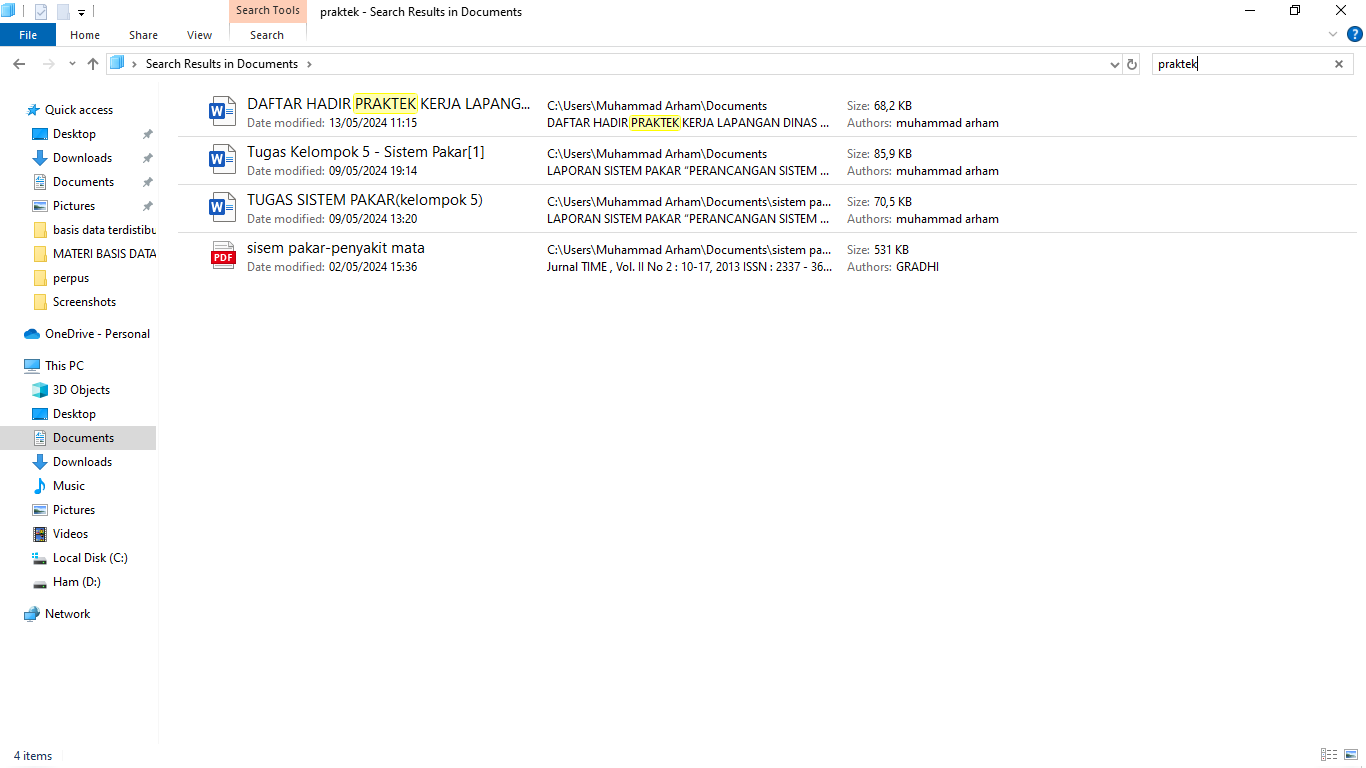 Search Tools
praktek - Search Results in Documents
File Home Share View Search
Search Results in Documents
praktek
Quick access
Desktop
Downloads
Documents
Pictures
basis data terdistibu
MATERI BASIS DATA
perpus
Screenshots
OneDrive - Personal
This PC
3D Objects
Desktop
Documents
Downloads
Music
Pictures
Videos
Local Disk (C:)
Ham (D:)
Network
DAFTAR HADIR PRAKTEK KERJA LAPANG... C:\Users\Muhammad Arham\Documents Size: 68,2 KB
Date modified: 13/05/2024 11:15 DAFTAR HADIR PRAKTEK KERJA LAPANGAN DINAS ... Authors: muhammad arham
Tugas Kelompok 5 - Sistem Pakar[1] C:\Users\Muhammad Arham\Documents Size: 85,9 KB
Date modified: 09/05/2024 19:14 LAPORAN SISTEM PAKAR “PERANCANGAN SISTEM ... Authors: muhammad arham
TUGAS SISTEM PAKAR(kelompok 5) C:\Users\Muhammad Arham\Documents\sistem pa... Size: 70,5 KB
Date modified: 09/05/2024 13:20 LAPORAN SISTEM PAKAR “PERANCANGAN SISTEM ... Authors: muhammad arham
PDF
sisem pakar-penyakit mata C:\Users\Muhammad Arham\Documents\sistem pa... Size: 531 KB
Date modified: 02/05/2024 15:36 Jurnal TIME , Vol. II No 2 : 10-17, 2013 ISSN : 2337 - 36... Authors: GRADHI
4 items